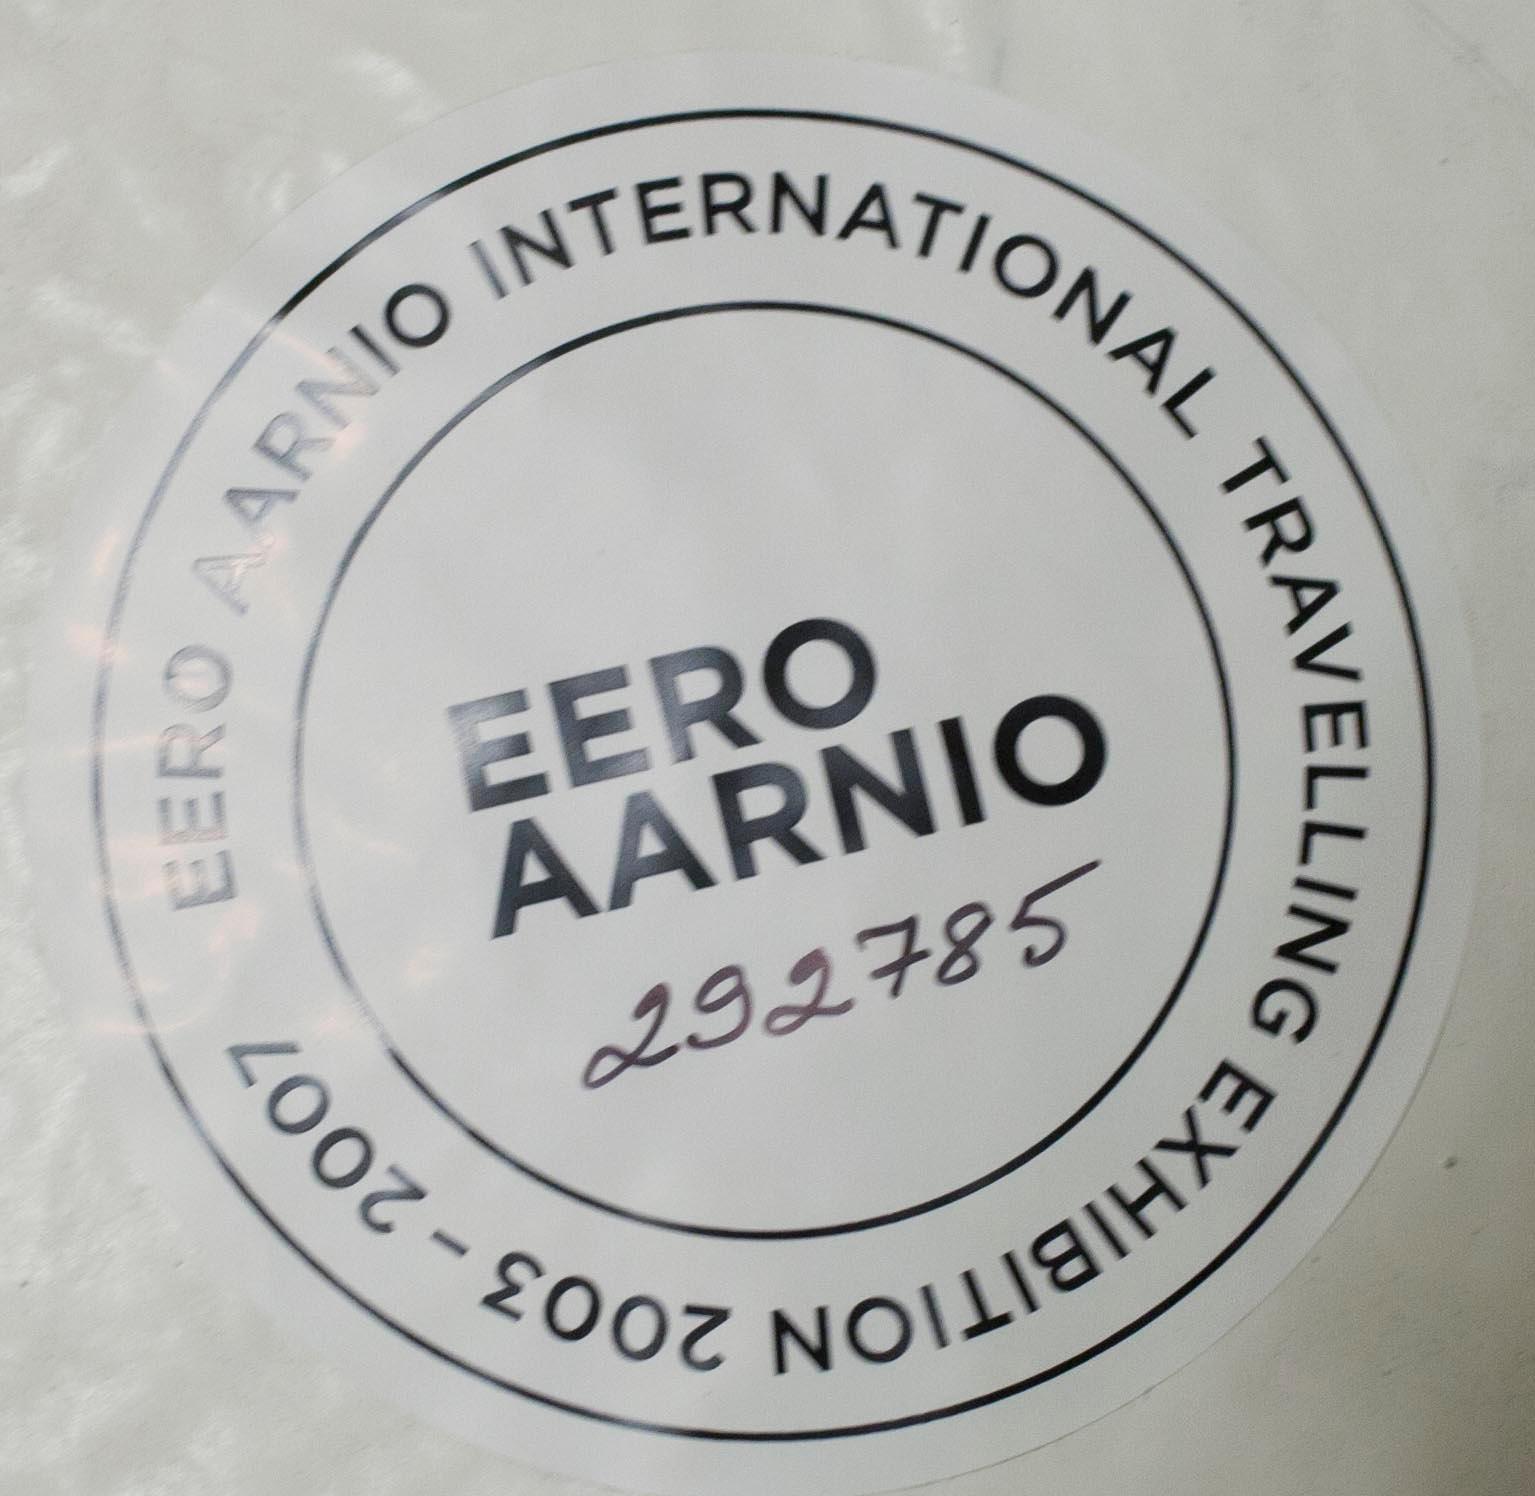 EERO AARNIO INTERNATIONAL TRAVELLING EXHIBITION 2003 - 2007
EERO
AARNIO
292785